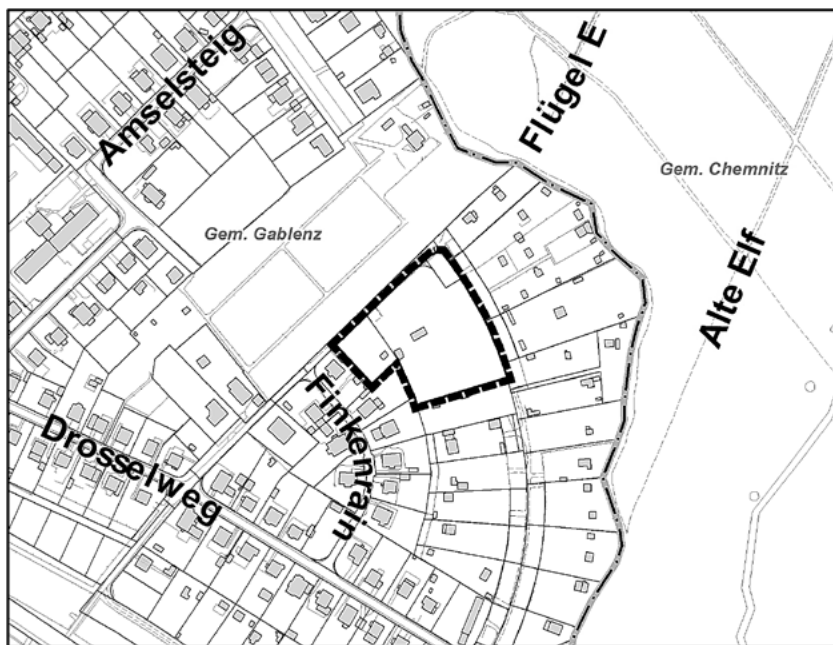 Amselsteig
Flügel E
Gem. Chemnitz
Gem. Gablenz
Alte Elf
Finkenrain
Drosselweg